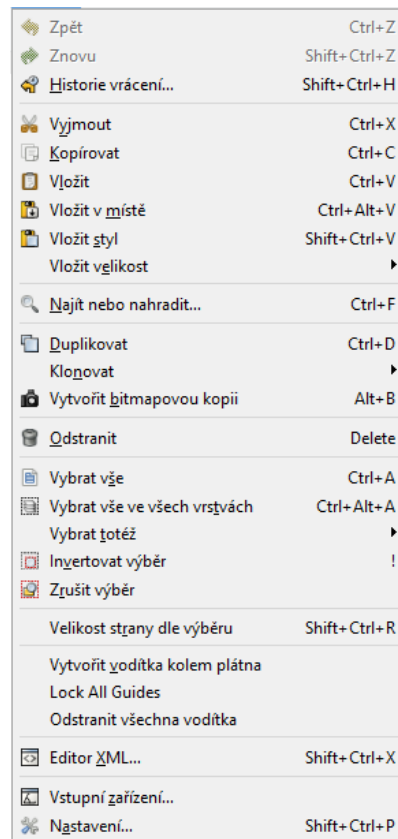 Zpět Ctrl+Z
Znovu Shift+Ctrl+Z
Historie vrácení... Shift+Ctrl+H
Vyjmout Ctrl+X
Kopírovat Ctrl+C
Vložit Ctrl+V
Vložit v místě Ctrl+Alt+V
Vložit styl Shift+Ctrl+V
Vložit velikost
Najít nebo nahradit... Ctrl+F
Duplikovat Ctrl+D
Klonovat
Vytvořit bitmapovou kopii Alt+B
Odstranit Delete
Vybrat vše Ctrl+A
Vybrat vše ve všech vrstvách Ctrl+Alt+A
Vybrat totéž
Invertovat výběr !
Zrušit výběr
Velikost strany dle výběru Shift+Ctrl+R
Vytvořit vodítka kolem plátna
Lock All Guides
Odstranit všechna vodítka
Editor XML... Shift+Ctrl+X
Vstupní zařízení...
Nastavení... Shift+Ctrl+P